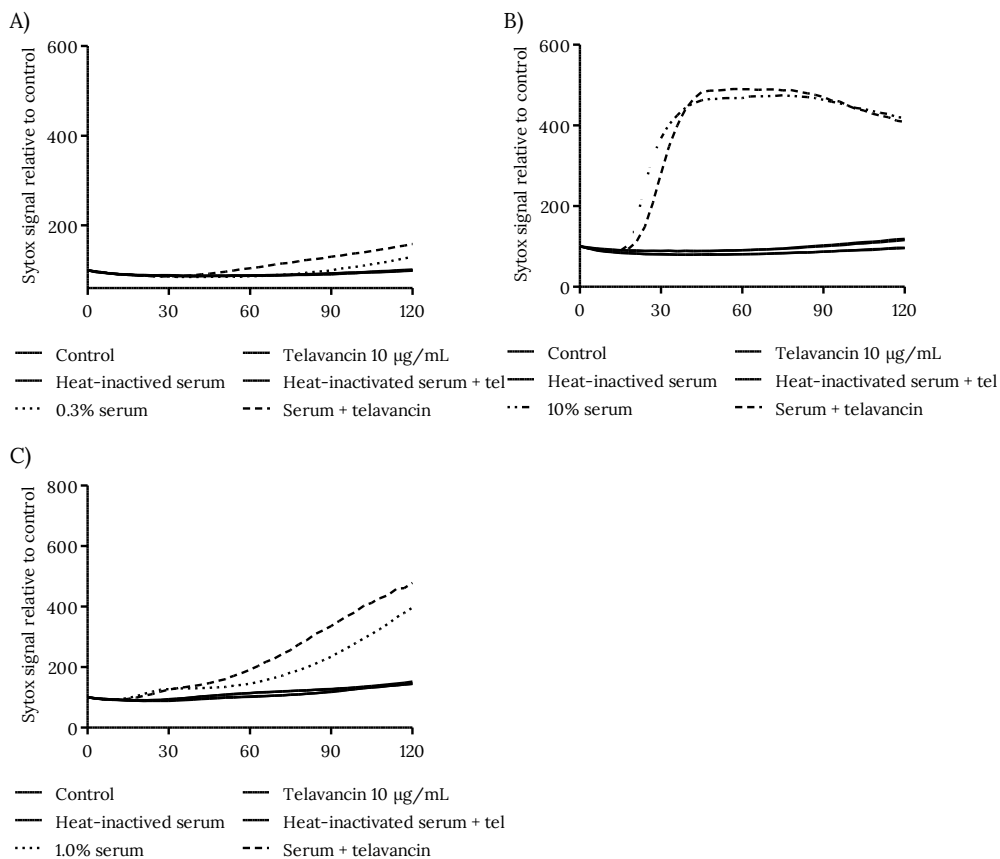 A)
Sytox signal relative to control
600
400
200
0
30
60
90
120
Control
Telavancin 10 µg/mL
Heat-inactived serum
Heat-inactivated serum + tel
0.3% serum
Serum + telavancin
B)
Sytox signal relative to control
600
400
200
0
0
30
60
90
120
Control
Telavancin 10 µg/mL
Heat-inactived serum
Heat-inactivated serum + tel
10% serum
Serum + telavancin
C)
Sytox signal relative to control
800
600
400
200
0
0
30
60
90
120
Control
Telavancin 10 µg/mL
Heat-inactived serum
Heat-inactivated serum + tel
1.0% serum
Serum + telavancin